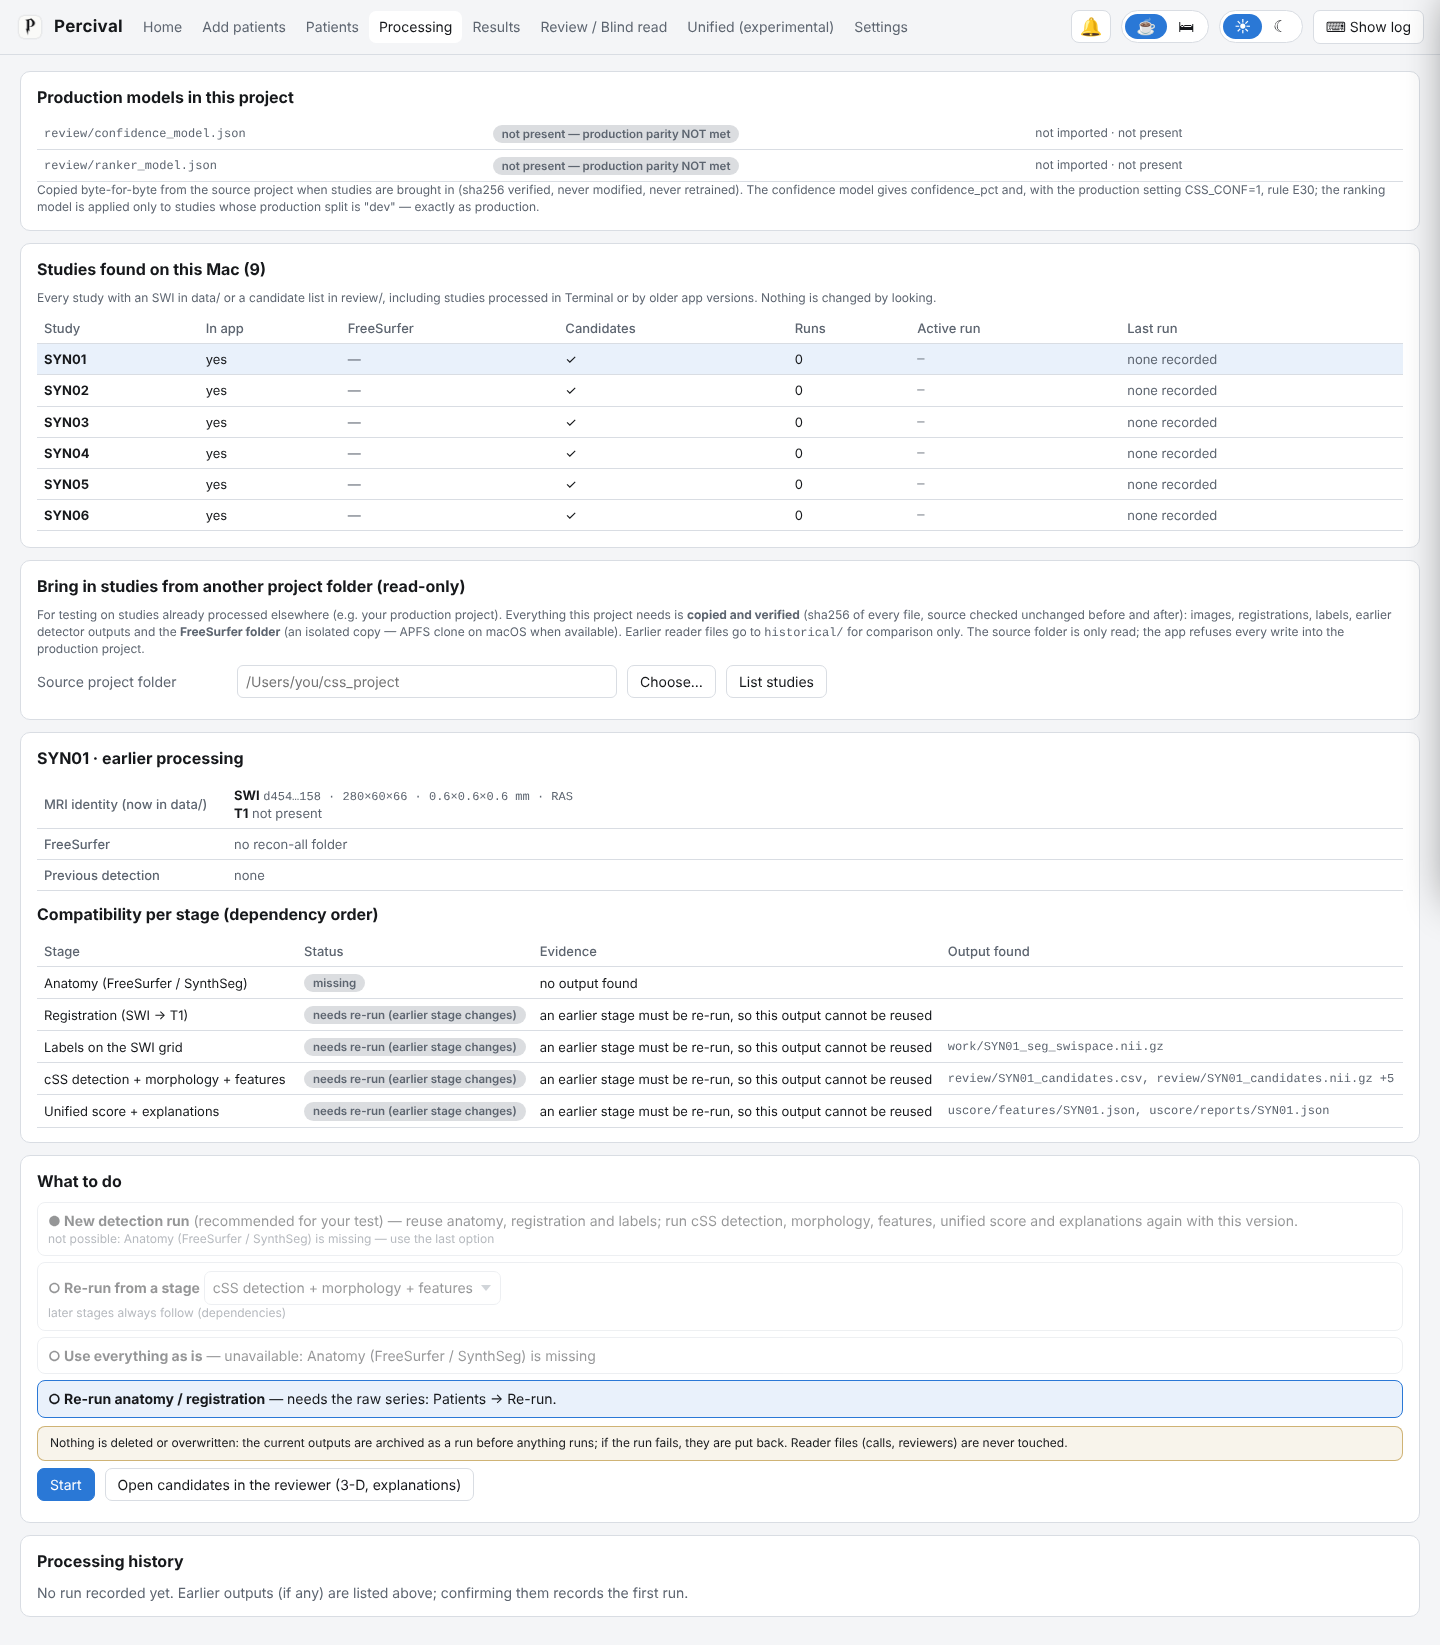 Percival Home Add patients Patients Processing Results Review / Blind read Unified (experimental) Settings Show log
Production models in this project
review/confidence_model.json not present — production parity NOT met not imported · not present
review/ranker_model.json not present — production parity NOT met not imported · not present
Copied byte-for-byte from the source project when studies are brought in (sha256 verified, never modified, never retrained). The confidence model gives confidence_pct and, with the production setting CSS_CONF=1, rule E30; the ranking
model is applied only to studies whose production split is "dev" — exactly as production.
Studies found on this Mac (9)
Every study with an SWI in data/ or a candidate list in review/, including studies processed in Terminal or by older app versions. Nothing is changed by looking.
Study In app FreeSurfer Candidates Runs Active run Last run
SYN01 yes — ✓ 0 – none recorded
SYN02 yes — ✓ 0 – none recorded
SYN03 yes — ✓ 0 – none recorded
SYN04 yes — ✓ 0 – none recorded
SYN05 yes — ✓ 0 – none recorded
SYN06 yes — ✓ 0 – none recorded
Bring in studies from another project folder (read-only)
For testing on studies already processed elsewhere (e.g. your production project). Everything this project needs is copied and verified (sha256 of every file, source checked unchanged before and after): images, registrations, labels, earlier
detector outputs and the FreeSurfer folder (an isolated copy — APFS clone on macOS when available). Earlier reader files go to historical/ for comparison only. The source folder is only read; the app refuses every write into the
production project.
Source project folder /Users/you/css_project Choose... List studies
SYN01 · earlier processing
MRI identity (now in data/) SWI d454…158 · 280×60×66 · 0.6×0.6×0.6 mm · RAS
T1 not present
FreeSurfer no recon-all folder
Previous detection none
Compatibility per stage (dependency order)
Stage Status Evidence Output found
Anatomy (FreeSurfer / SynthSeg) missing no output found
Registration (SWI → T1) needs re-run (earlier stage changes) an earlier stage must be re-run, so this output cannot be reused
Labels on the SWI grid needs re-run (earlier stage changes) an earlier stage must be re-run, so this output cannot be reused work/SYN01_seg_swispace.nii.gz
cSS detection + morphology + features needs re-run (earlier stage changes) an earlier stage must be re-run, so this output cannot be reused review/SYN01_candidates.csv, review/SYN01_candidates.nii.gz +5
Unified score + explanations needs re-run (earlier stage changes) an earlier stage must be re-run, so this output cannot be reused uscore/features/SYN01.json, uscore/reports/SYN01.json
What to do
New detection run (recommended for your test) — reuse anatomy, registration and labels; run cSS detection, morphology, features, unified score and explanations again with this version.
not possible: Anatomy (FreeSurfer / SynthSeg) is missing — use the last option
Re-run from a stage cSS detection + morphology + features
later stages always follow (dependencies)
Use everything as is — unavailable: Anatomy (FreeSurfer / SynthSeg) is missing
Re-run anatomy / registration — needs the raw series: Patients → Re-run.
Nothing is deleted or overwritten: the current outputs are archived as a run before anything runs; if the run fails, they are put back. Reader files (calls, reviewers) are never touched.
Start Open candidates in the reviewer (3-D, explanations)
Processing history
No run recorded yet. Earlier outputs (if any) are listed above; confirming them records the first run.